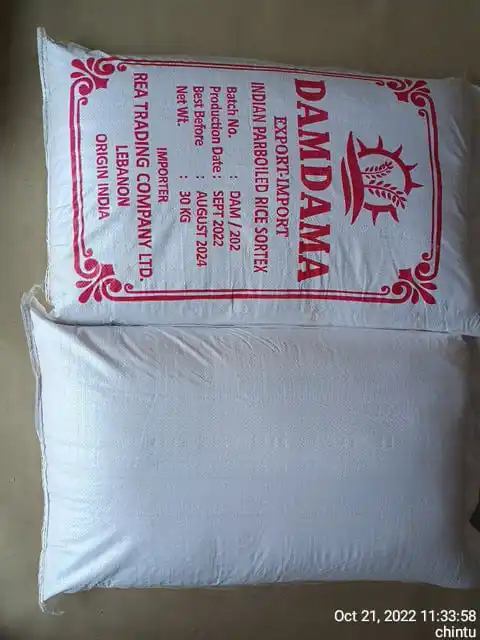 DAMDAMA
EXPORT-IMPORT
INDIAN PARBOILED RICE SORTEX
Batch No. : DAM / 202
Production Date : SEPT 2022
Best Before : AUGUST 2024
Net Wt. : 30 KG
IMPORTER
REA TRADING COMPANY LTD.
LEBANON
ORIGIN INDIA
Oct 21, 2022 11:33:58
chintu